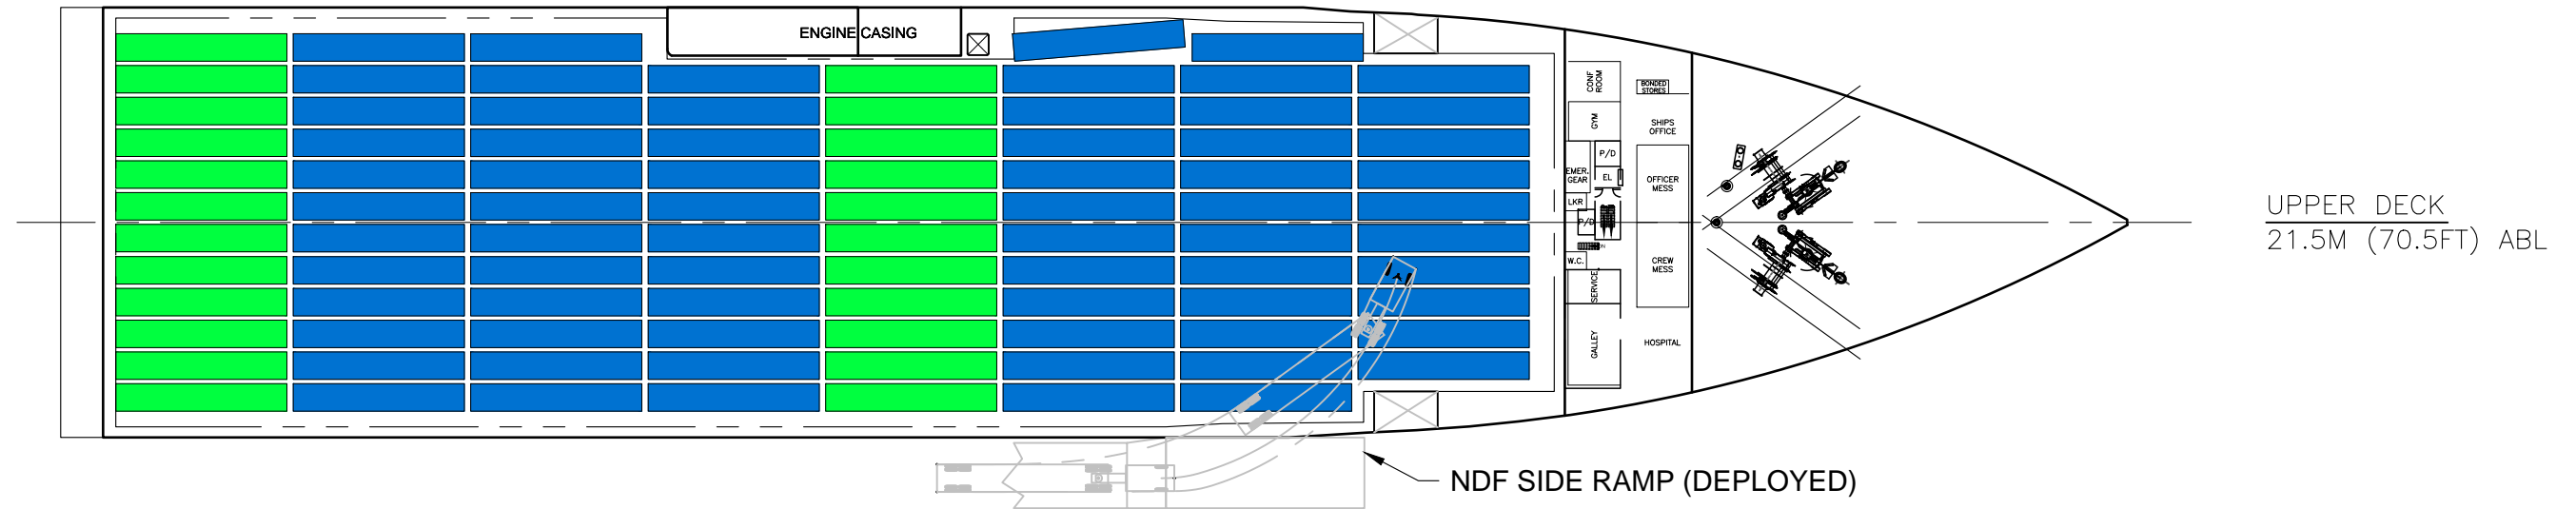 ENGINE CASING
CONF
ROOM
BONDED
STORES
GYM
SHIPS
OFFICE
P/D
EMER.
GEAR
EL
OFFICER
MESS
LKR
P/D
W.C.
CREW
MESS
SERVICE
GALLEY
HOSPITAL
UPPER DECK
21.5M (70.5FT) ABL
NDF SIDE RAMP (DEPLOYED)